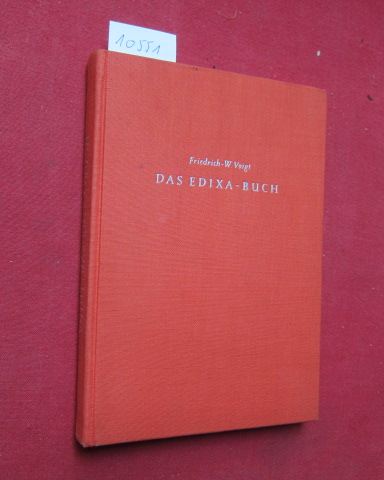 10551
Friedrich-W Voigt
DAS EDIXA-BUCH